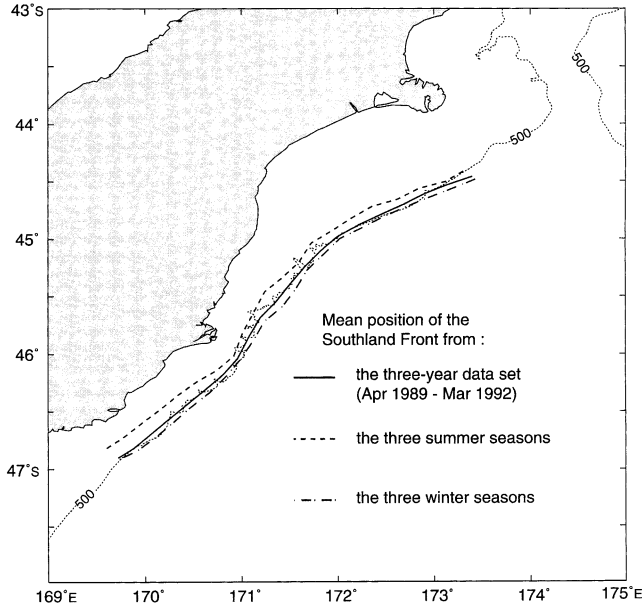 43°S
44°
45°
46°
47°S
169°E
170°
171°
172°
173°
174°
175°E
500
500
500
Mean position of the
Southland Front from :
the three-year data set
(Apr 1989 - Mar 1992)
the three summer seasons
the three winter seasons